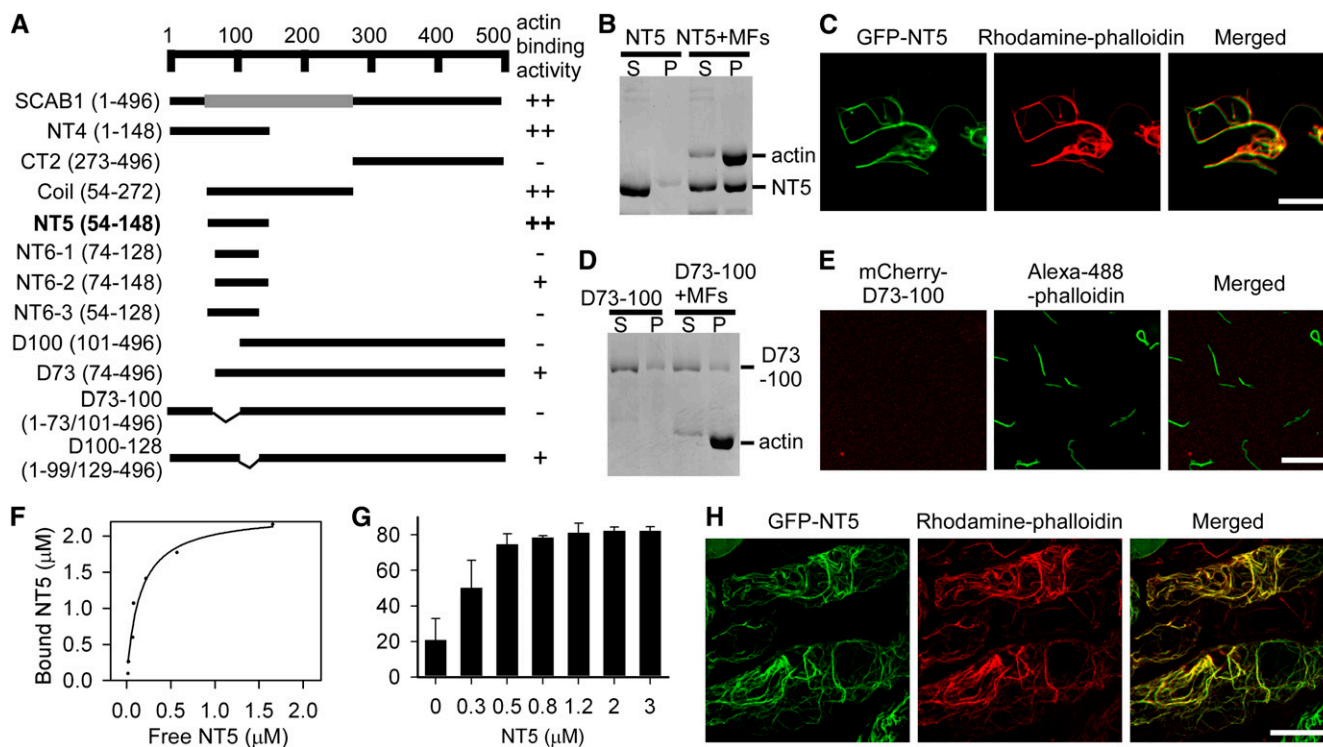 A
1 100 200 300 400 500
actin
binding
activity
SCAB1 (1-496) ++
NT4 (1-148) ++
CT2 (273-496) -
Coil (54-272) ++
NT5 (54-148) ++
NT6-1 (74-128) -
NT6-2 (74-148) +
NT6-3 (54-128) -
D100 (101-496) -
D73 (74-496) +
D73-100
(1-73/101-496) -
D100-128
(1-99/129-496) +
B
NT5 NT5+MFs
S P S P
actin
NT5
C
GFP-NT5 Rhodamine-phalloidin Merged
D
D73-100
D73-100
+MFs
S P S P
D73
-100
actin
E
mCherry-
D73-100
Alexa-488
-phalloidin
Merged
F
Bound NT5 (μM)
2.0
1.5
1.0
0.5
0.0
0.0 0.5 1.0 1.5 2.0
Free NT5 (μM)
G
80
60
40
20
0
0 0.3 0.5 0.8 1.2 2 3
NT5 (μM)
H
GFP-NT5 Rhodamine-phalloidin Merged